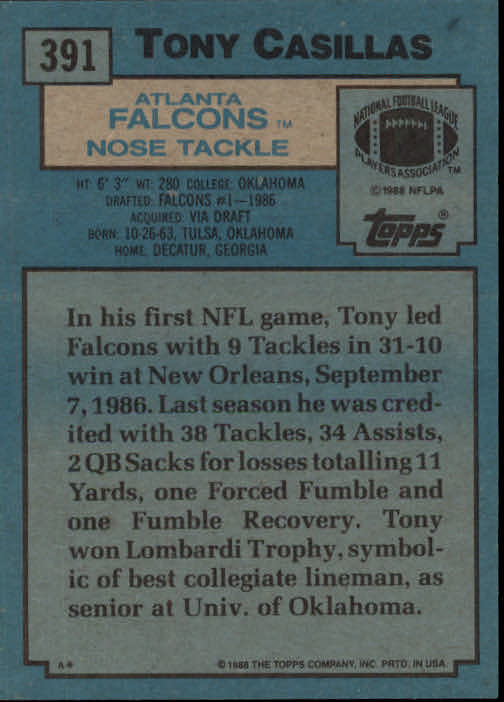 391
TONY CASILLAS
ATLANTA
FALCONS TM
NOSE TACKLE
HT: 6' 3" WT: 280 COLLEGE: OKLAHOMA
DRAFTED: FALCONS #1—1986
ACQUIRED: VIA DRAFT
BORN: 10-26-63, TULSA, OKLAHOMA
HOME: DECATUR, GEORGIA
NATIONAL FOOTBALL LEAGUE
PLAYERS ASSOCIATION TM
© 1988 NFLPA
topps®
In his first NFL game, Tony led
Falcons with 9 Tackles in 31-10
win at New Orleans, September
7, 1986. Last season he was cred-
ited with 38 Tackles, 34 Assists,
2 QB Sacks for losses totalling 11
Yards, one Forced Fumble and
one Fumble Recovery. Tony
won Lombardi Trophy, symbol-
ic of best collegiate lineman, as
senior at Univ. of Oklahoma.
A*
© 1988 THE TOPPS COMPANY, INC. PRTD. IN USA